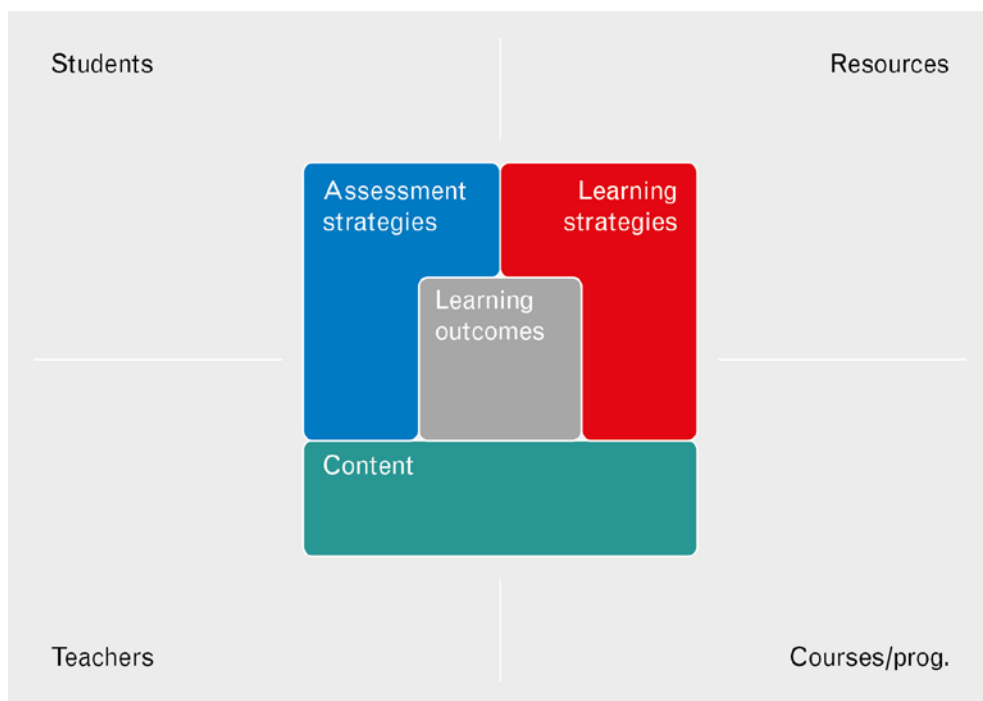 Students
Resources
Assessment
strategies
Learning
strategies
Learning
outcomes
Content
Teachers
Courses/prog.